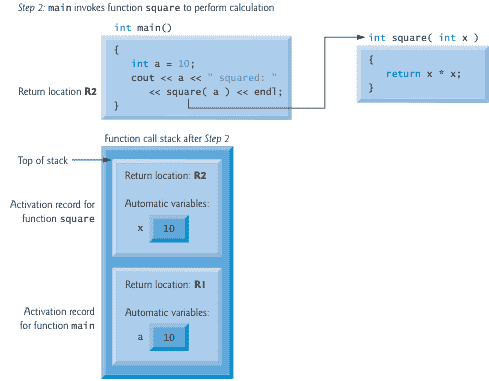 Step 2: main invokes function square to perform calculation
int main()
{
int a = 10;
cout << a << " squared: "
<< square( a ) << endl;
}
Return location R2
int square( int x )
{
return x * x;
}
Function call stack after Step 2
Top of stack
Return location: R2
Automatic variables:
x 10
Activation record for
function square
Return location: R1
Automatic variables:
a 10
Activation record
for function main